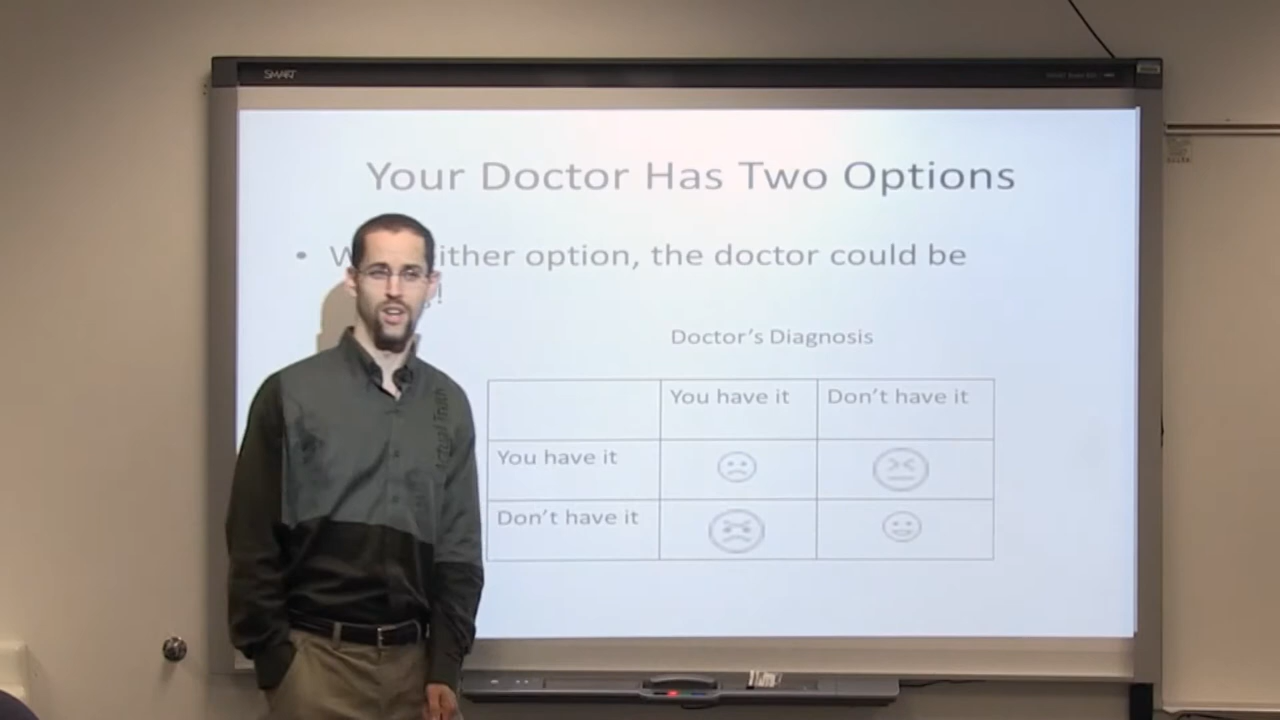 SMART
Your Doctor Has Two Options
• ither option, the doctor could be
!
Doctor's Diagnosis
You have it Don't have it
You have it
Don't have it